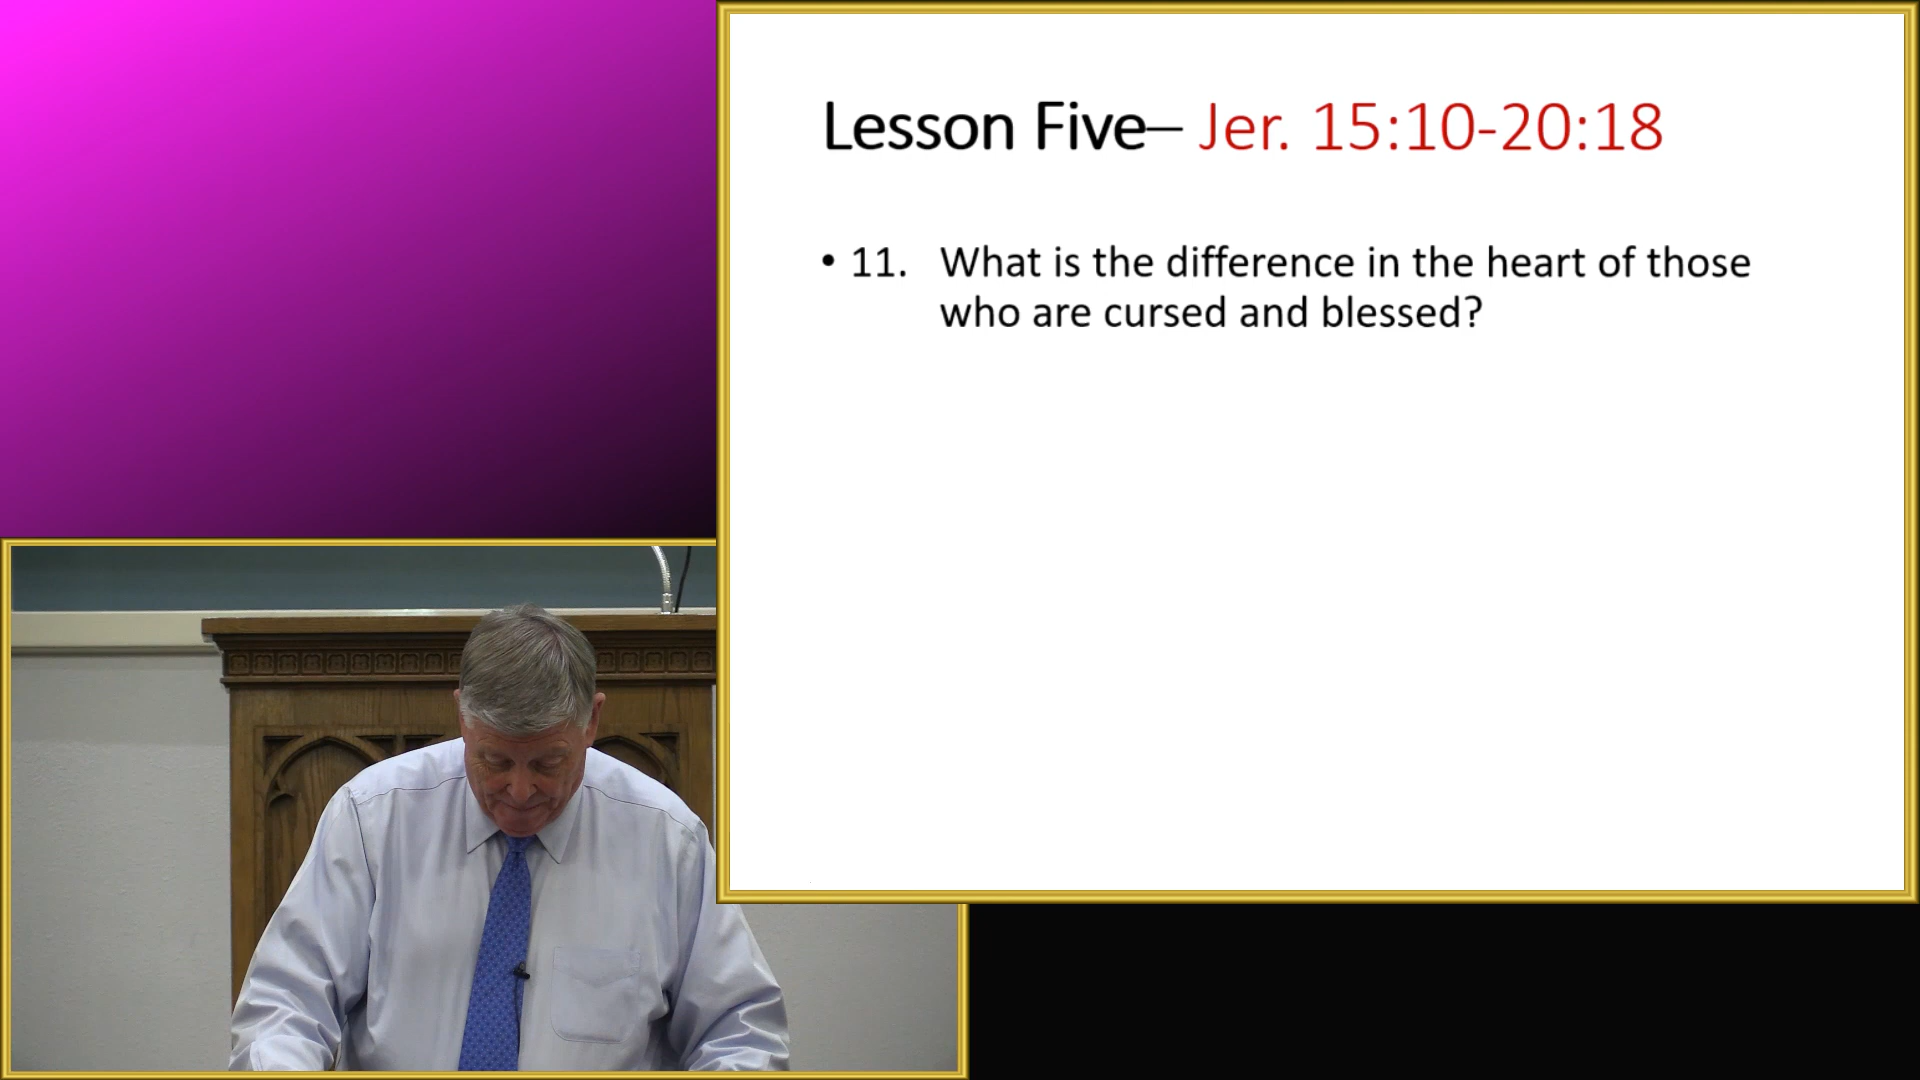 Lesson Five– Jer. 15:10-20:18
• 11. What is the difference in the heart of those
who are cursed and blessed?